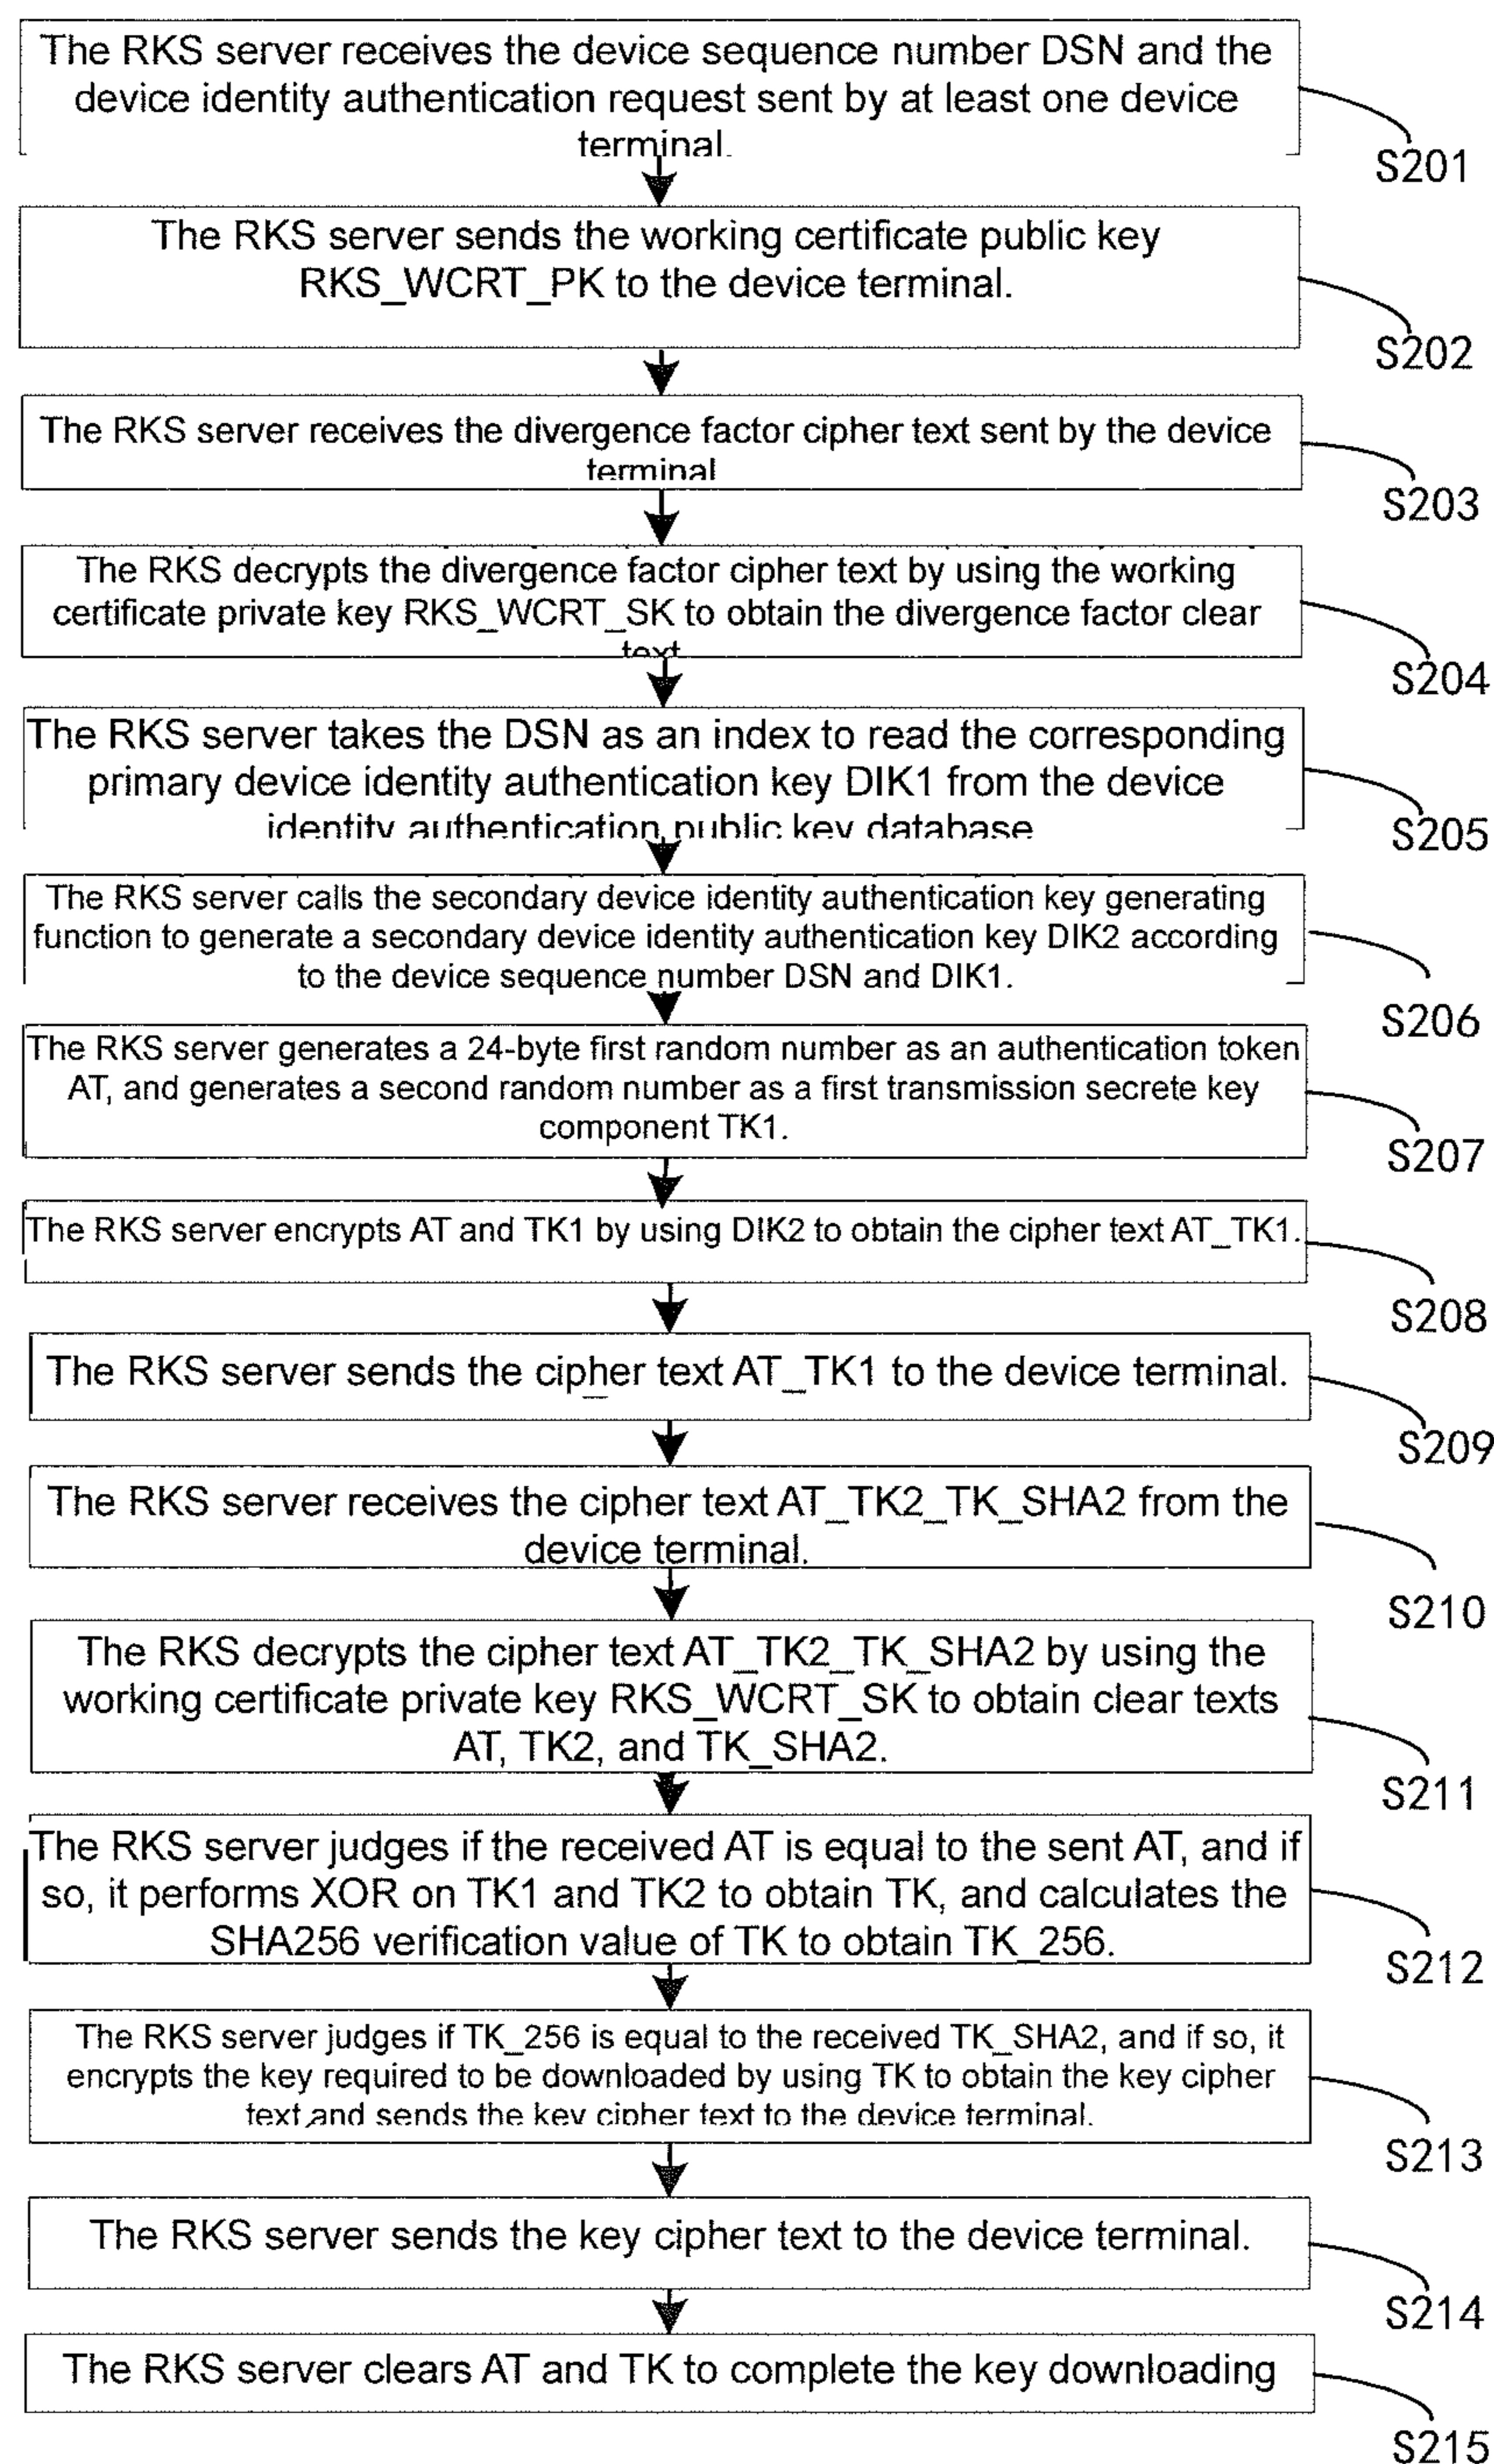 The RKS server receives the device sequence number DSN and the
device identity authentication request sent by at least one device
terminal.
S201
The RKS server sends the working certificate public key
RKS_WCRT_PK to the device terminal.
S202
The RKS server receives the divergence factor cipher text sent by the device
terminal
S203
The RKS decrypts the divergence factor cipher text by using the working
certificate private key RKS_WCRT_SK to obtain the divergence factor clear
text
S204
The RKS server takes the DSN as an index to read the corresponding
primary device identity authentication key DIK1 from the device
identity authentication public key database
S205
The RKS server calls the secondary device identity authentication key generating
function to generate a secondary device identity authentication key DIK2 according
to the device sequence number DSN and DIK1.
S206
The RKS server generates a 24-byte first random number as an authentication token
AT, and generates a second random number as a first transmission secrete key
component TK1.
S207
The RKS server encrypts AT and TK1 by using DIK2 to obtain the cipher text AT_TK1.
S208
The RKS server sends the cipher text AT_TK1 to the device terminal.
S209
The RKS server receives the cipher text AT_TK2_TK_SHA2 from the
device terminal.
S210
The RKS decrypts the cipher text AT_TK2_TK_SHA2 by using the
working certificate private key RKS_WCRT_SK to obtain clear texts
AT, TK2, and TK_SHA2.
S211
The RKS server judges if the received AT is equal to the sent AT, and if
so, it performs XOR on TK1 and TK2 to obtain TK, and calculates the
SHA256 verification value of TK to obtain TK_256.
S212
The RKS server judges if TK_256 is equal to the received TK_SHA2, and if so, it
encrypts the key required to be downloaded by using TK to obtain the key cipher
text,and sends the key cipher text to the device terminal.
S213
The RKS server sends the key cipher text to the device terminal.
S214
The RKS server clears AT and TK to complete the key downloading
S215